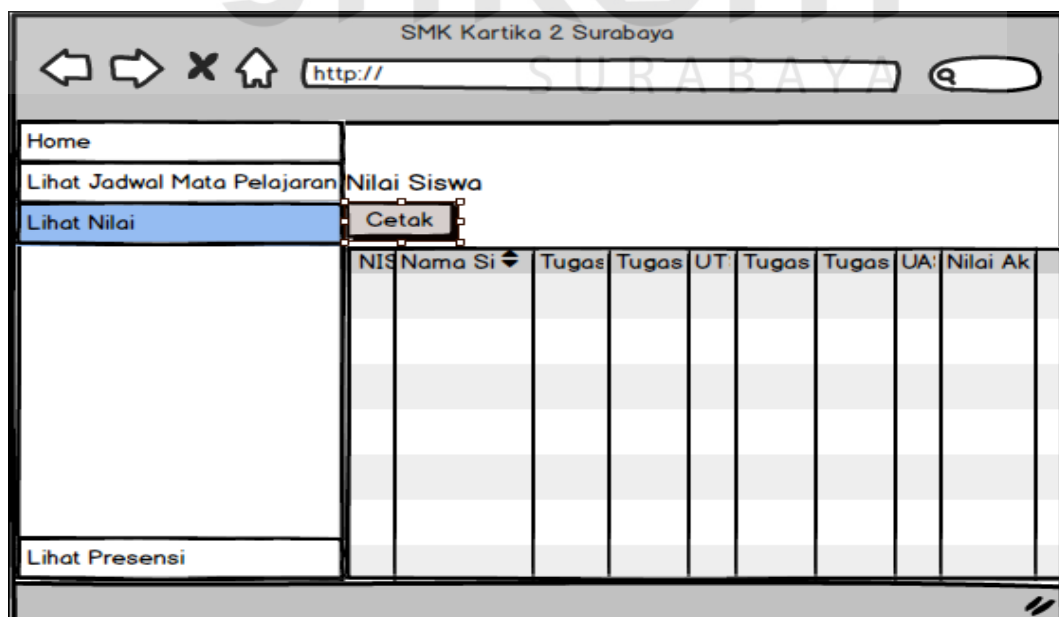 SMK Kartika 2 Surabaya
SURABAYA
http://
Home
Lihat Jadwal Mata Pelajaran
Nilai Siswa
Lihat Nilai
Cetak
NIS Nama Si Tugas Tugas UT Tugas Tugas UA Nilai Ak
Lihat Presensi